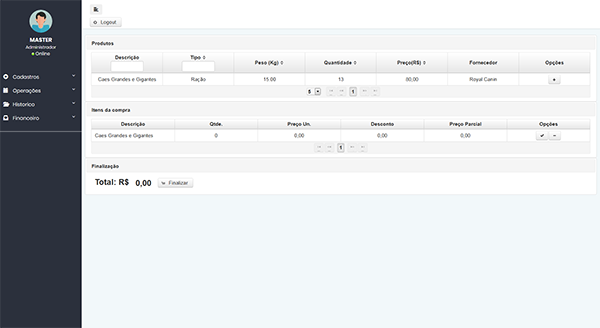 MASTER
Administrador
Online
Cadastros
Operações
Historico
Financeiro
Logout
Produtos
Descrição Tipo Peso (Kg) Quantidade Preço(R$) Fornecedor Opções
Caes Grandes e Gigantes Ração 15.00 13 80,00 Royal Canin +
5 1
Itens da compra
Descrição Qtde. Preço Un. Desconto Preço Parcial Opções
Caes Grandes e Gigantes 0 0,00 0,00 0,00
1
Finalização
Total: R$ 0,00 Finalizar